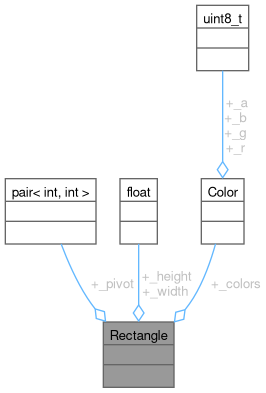 uint8_t
+_a
+_b
+_g
+_r
pair< int, int >
float
Color
+_pivot
+_height
+_width
+_colors
Rectangle